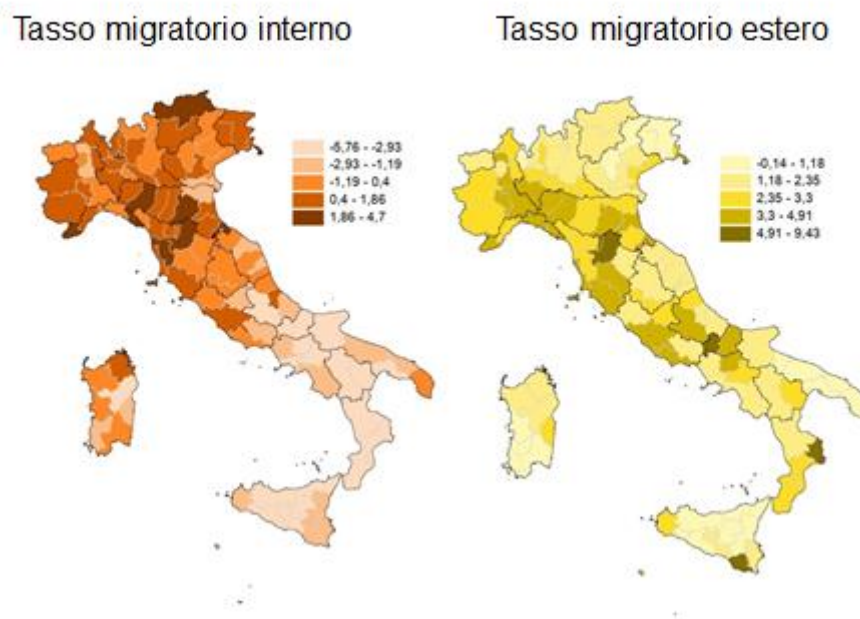 Tasso migratorio interno
Tasso migratorio estero
-5,76 - -2,93
-2,93 - -1,19
-1,19 - 0,4
0,4 - 1,86
1,86 - 4,7
-0,14 - 1,18
1,18 - 2,35
2,35 - 3,3
3,3 - 4,91
4,91 - 9,43